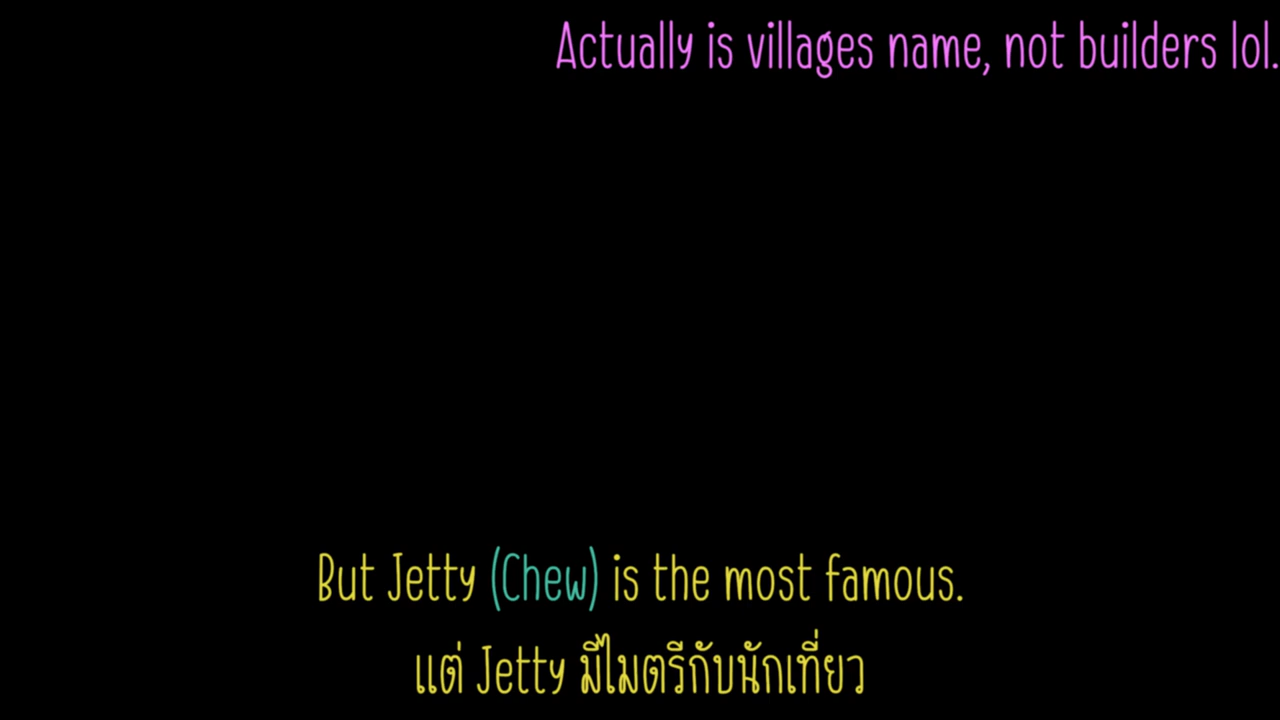 Actually is villages name, not builders lol.
But Jetty (Chew) is the most famous.
แต่ Jetty มีไมตรีกับนักเที่ยว